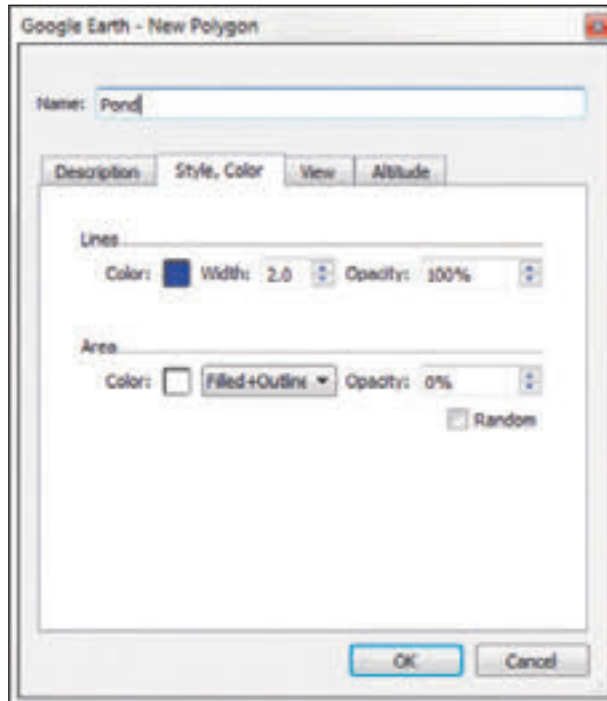 Google Earth - New Polygon
Name: Pond
Description Style, Color View Altitude
Lines
Color: Width: 2.0 Opacity: 100%
Area
Color: Filled+Outline Opacity: 0%
Random
OK Cancel